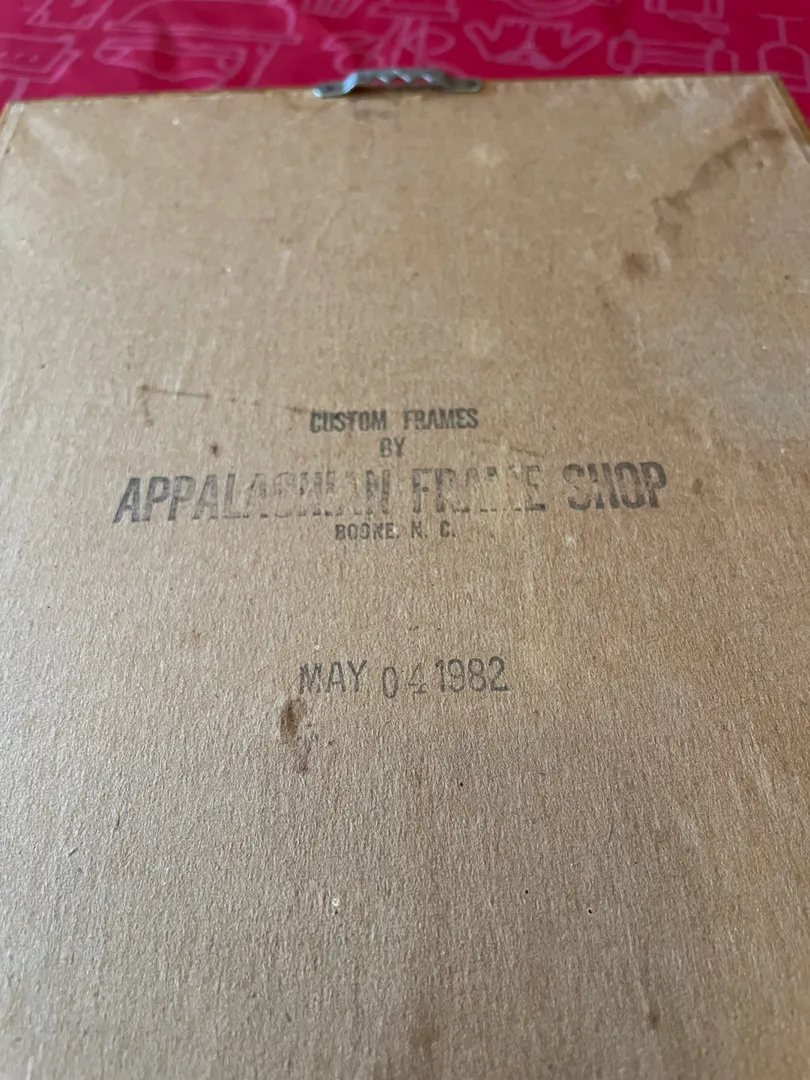 CUSTOM FRAMES
BY
APPALACHIAN FRAME SHOP
BOONE, N. C.
MAY 04 1982